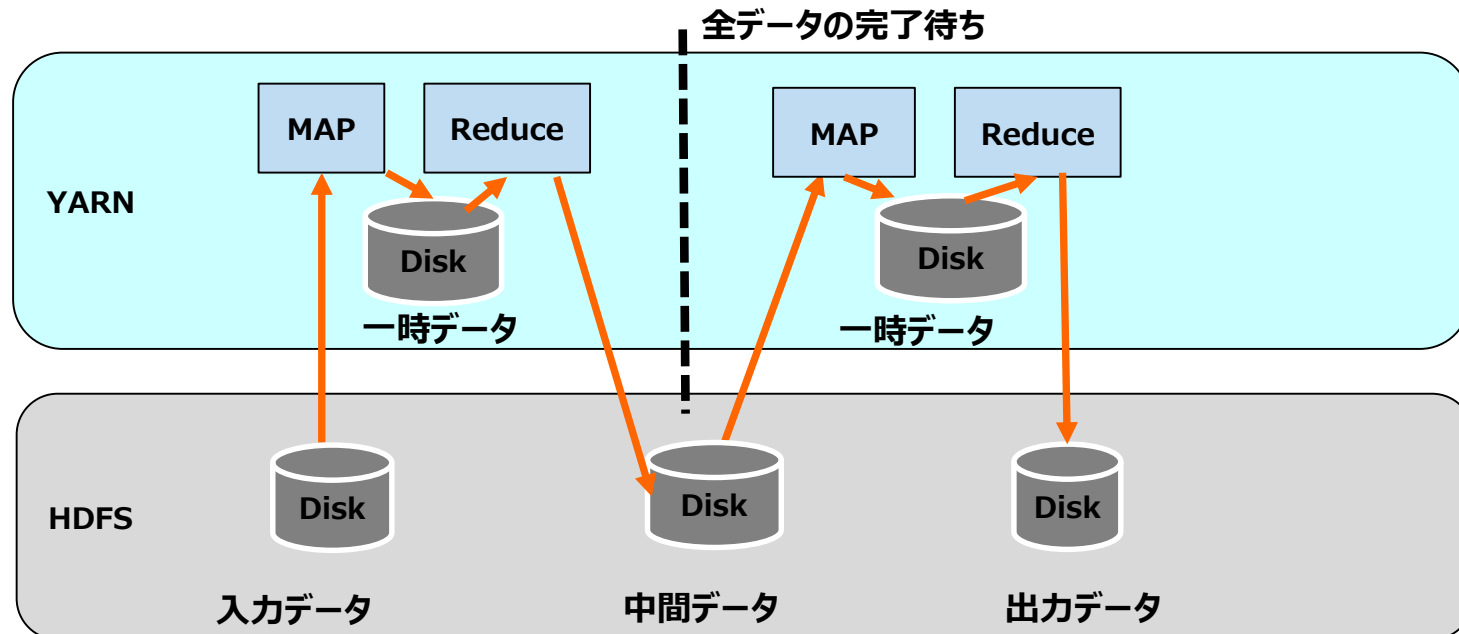 全データの完了待ち
MAP
Reduce
MAP
Reduce
YARN
Disk
Disk
一時データ
一時データ
Disk
Disk
Disk
HDFS
入力データ
中間データ
出力データ